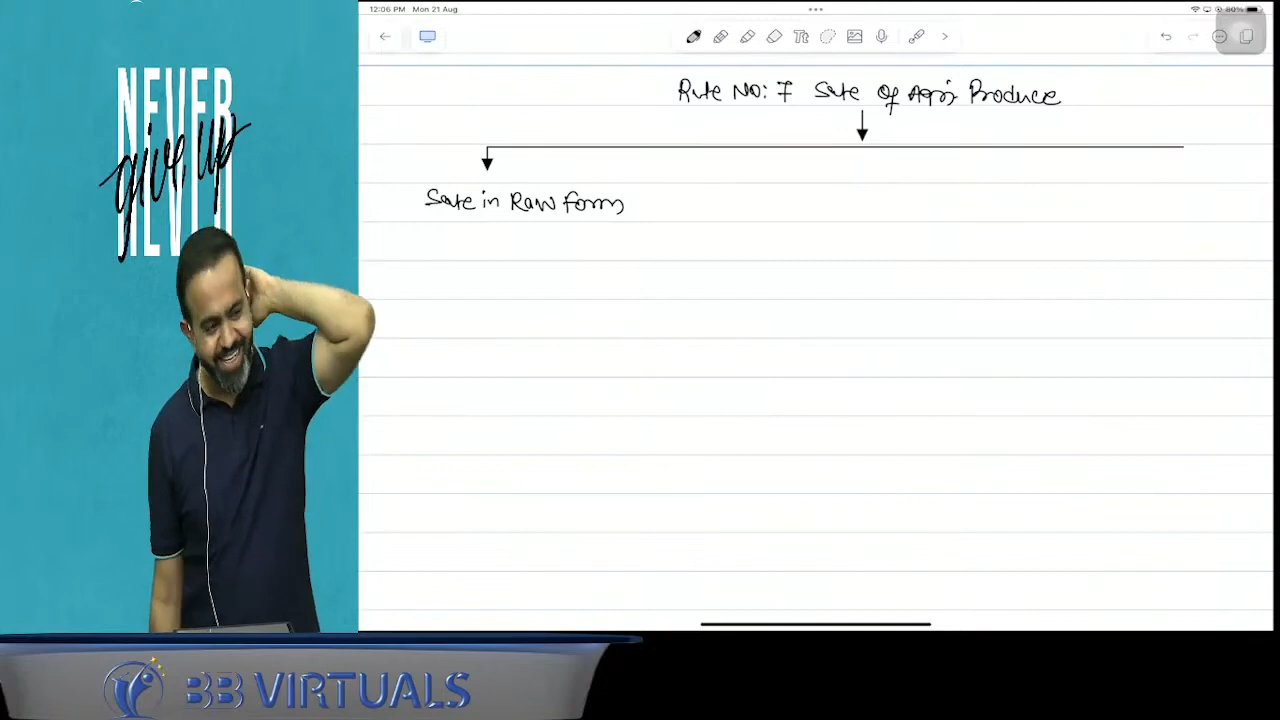 12:06 PM Mon 21 Aug
80%
NEVER
give up
NEVER
Rule No: 7 Sale Of Agri Produce
Sale in Raw form
BB VIRTUALS